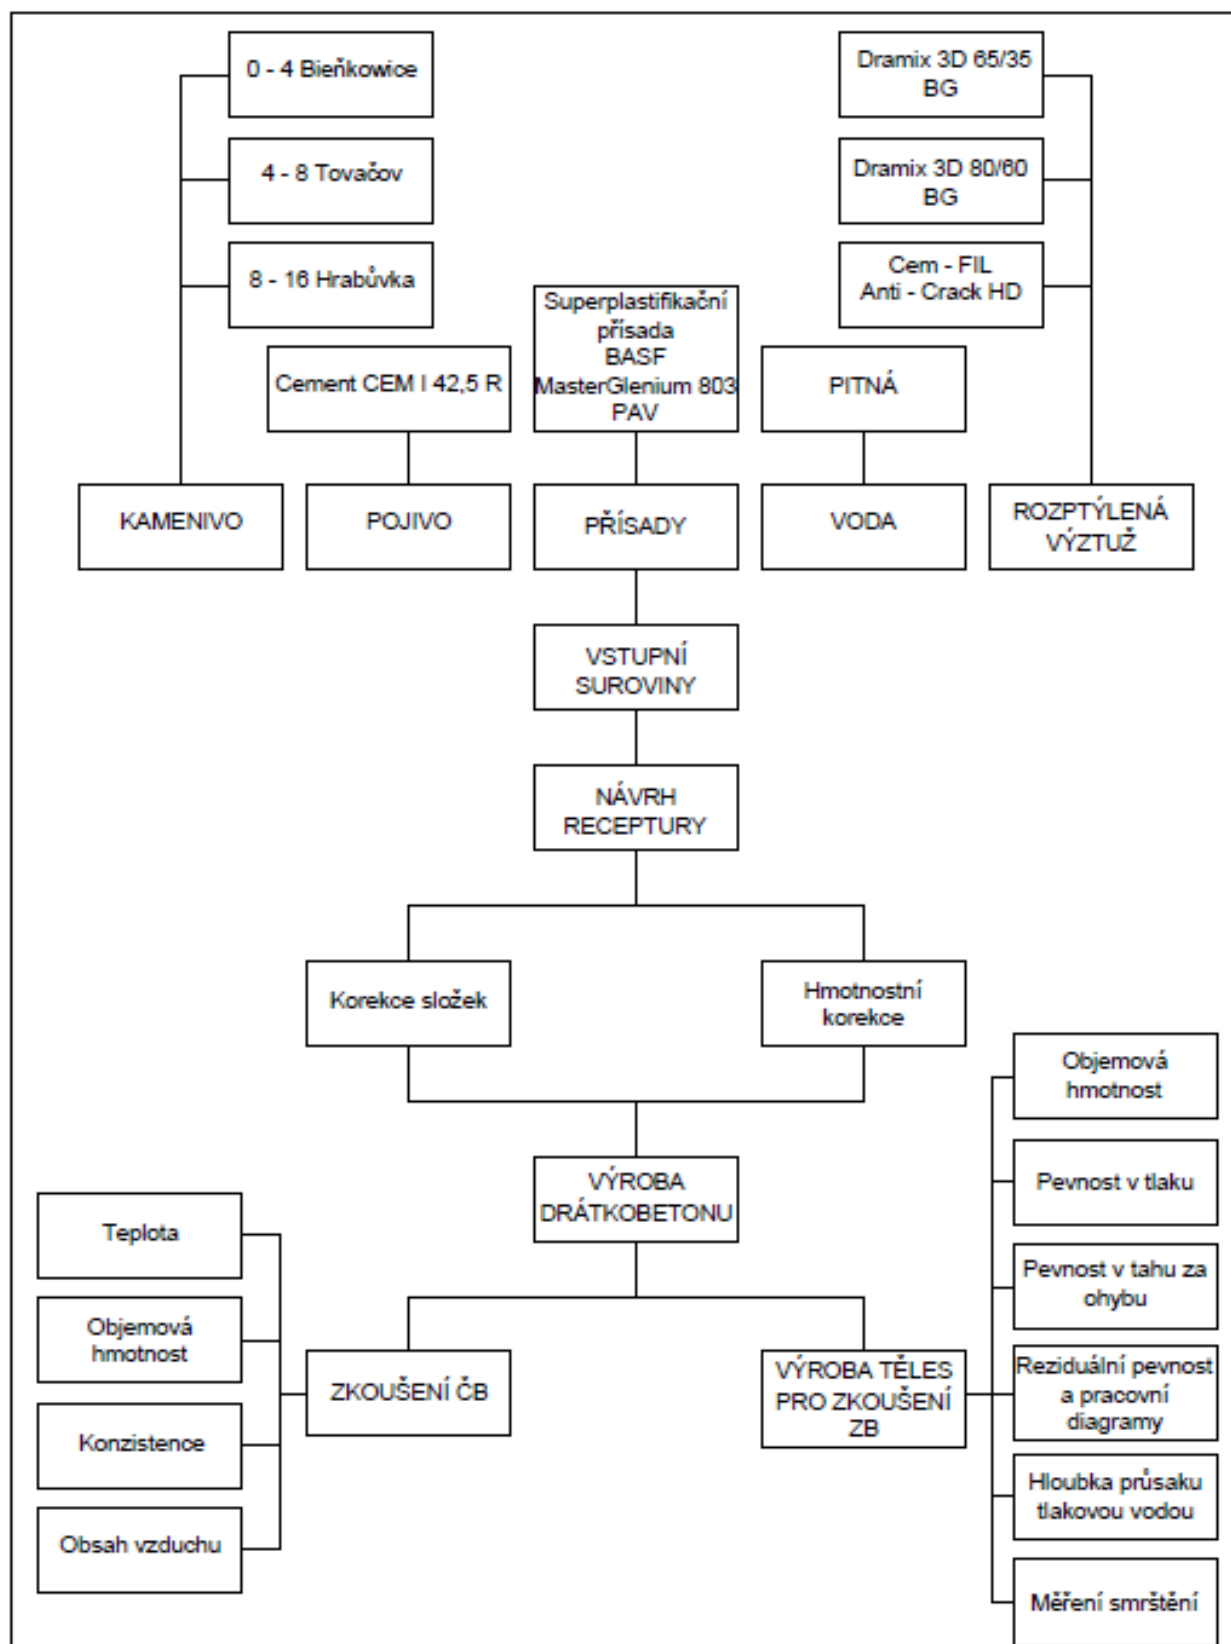 0 - 4 Bieňkowice
4 - 8 Tovačov
8 - 16 Hrabůvka
Dramix 3D 65/35
BG
Dramix 3D 80/60
BG
Cem - FIL
Anti - Crack HD
Cement CEM I 42,5 R
Superplastifikační
přísada
BASF
MasterGlenium 803
PAV
PITNÁ
KAMENIVO
POJIVO
PŘÍSADY
VODA
ROZPTÝLENÁ
VÝZTUŽ
VSTUPNÍ
SUROVINY
NÁVRH
RECEPTURY
Korekce složek
Hmotnostní
korekce
VÝROBA
DRÁTKOBETONU
Teplota
Objemová
hmotnost
Konzistence
Obsah vzduchu
ZKOUŠENÍ ČB
VÝROBA TĚLES
PRO ZKOUŠENÍ
ZB
Objemová
hmotnost
Pevnost v tlaku
Pevnost v tahu za
ohybu
Reziduální pevnost
a pracovní
diagramy
Hloubka průsaku
tlakovou vodou
Měření smrštění